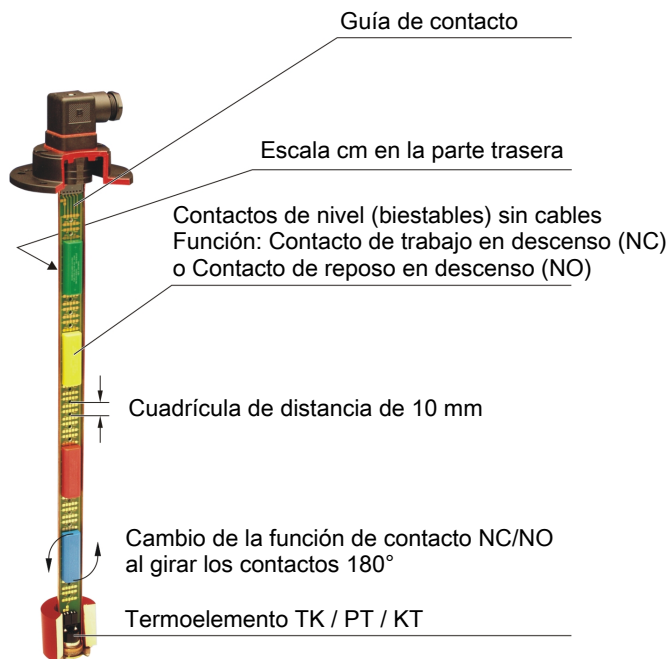 Guía de contacto
Escala cm en la parte trasera
Contactos de nivel (biestables) sin cables
Función: Contacto de trabajo en descenso (NC)
o Contacto de reposo en descenso (NO)
Cuadrícula de distancia de 10 mm
Cambio de la función de contacto NC/NO
al girar los contactos 180°
Termoelemento TK / PT / KT